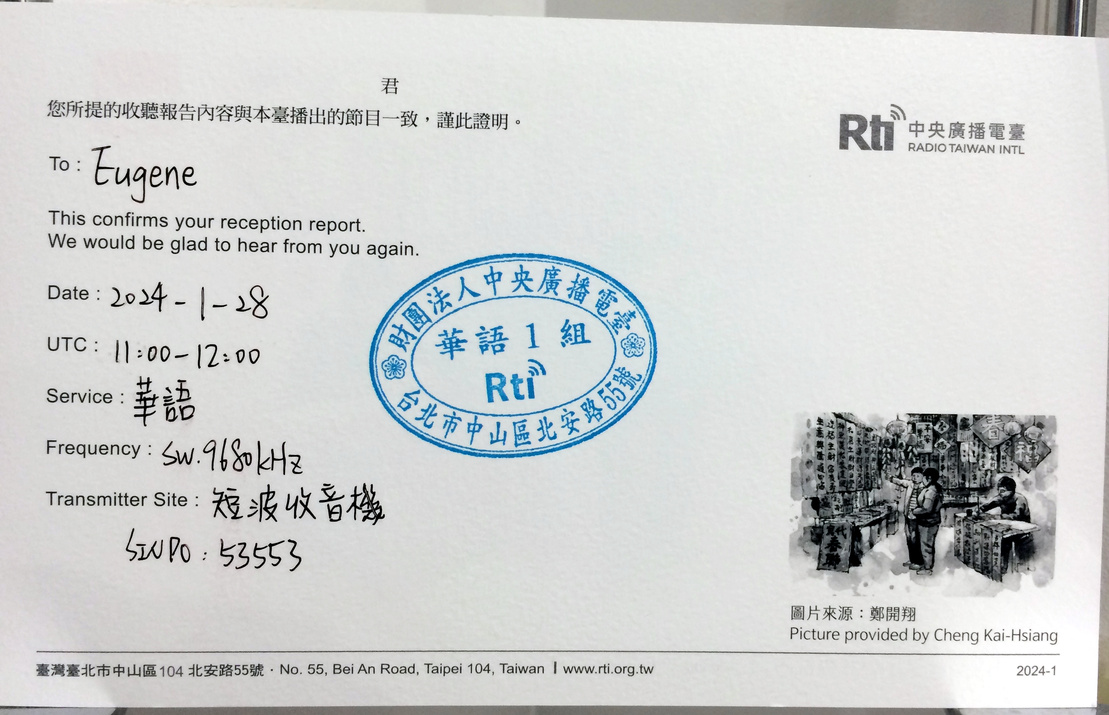 君
您所提的收聽報告內容與本臺播出的節目一致，謹此證明。
Rti 中央廣播電臺
RADIO TAIWAN INTL
To : Eugene
This confirms your reception report.
We would be glad to hear from you again.
Date : 2024-1-28
UTC : 11:00-12:00
Service : 華語
Frequency : SW.9680kHz
Transmitter Site : 短波收音機
SINPO : 53553
財團法人中央廣播電臺
華語1組
Rti
台北市中山區北安路55號
圖片來源：鄭開翔
Picture provided by Cheng Kai-Hsiang
臺灣臺北市中山區104 北安路55號 · No. 55, Bei An Road, Taipei 104, Taiwan | www.rti.org.tw
2024-1